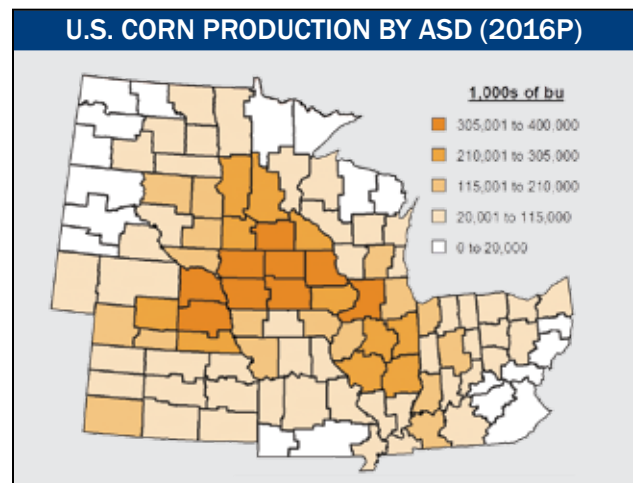 U.S. CORN PRODUCTION BY ASD (2016P)
1,000s of bu
305,001 to 400,000
210,001 to 305,000
115,001 to 210,000
20,001 to 115,000
0 to 20,000